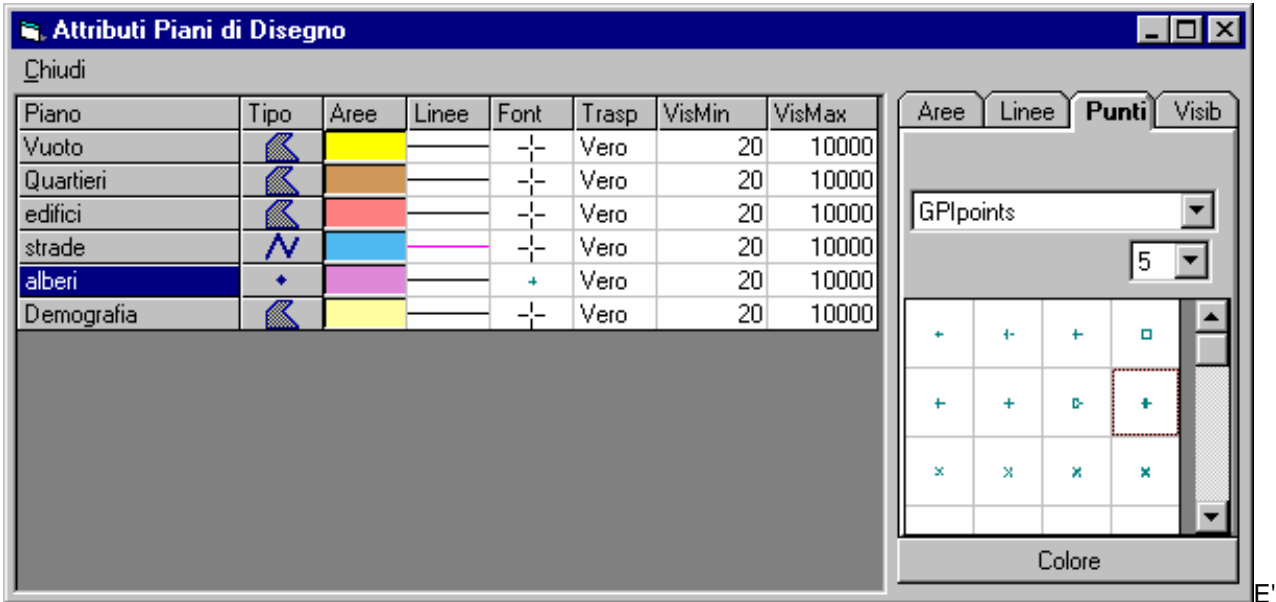 Attributi Piani di Disegno
Chiudi
Piano Tipo Aree Linee Font Trasp VisMin VisMax
Vuoto Vero 20 10000
Quartieri Vero 20 10000
edifici Vero 20 10000
strade Vero 20 10000
alberi Vero 20 10000
Demografia Vero 20 10000
Aree Linee Punti Visib
GPIpoints
5
Colore
E'